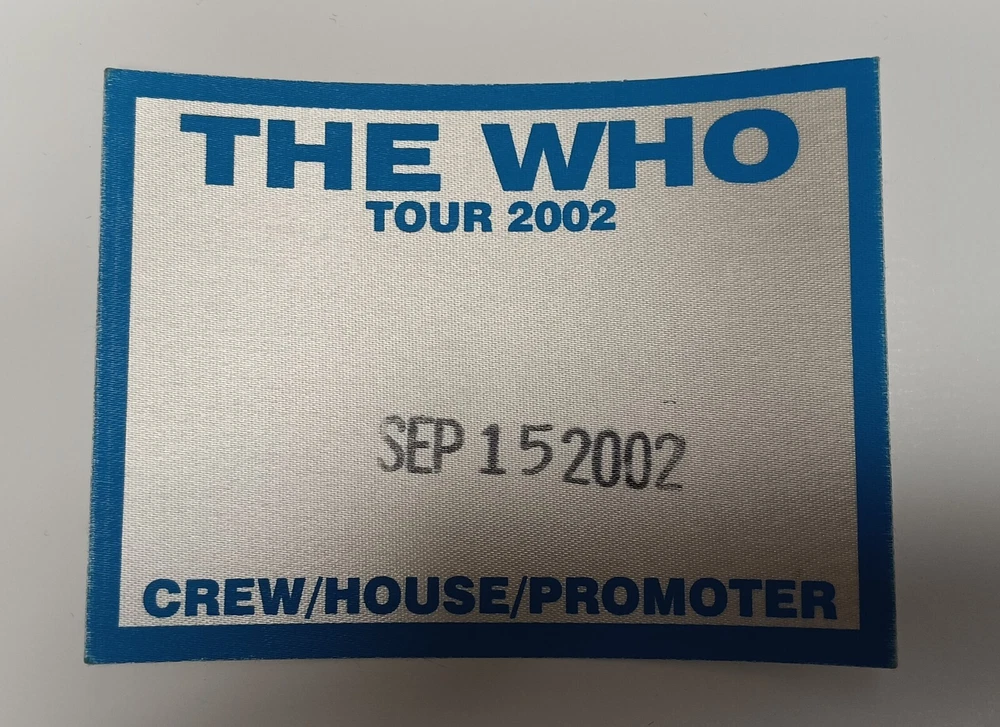 THE WHO
TOUR 2002
SEP 15 2002
CREW/HOUSE/PROMOTER